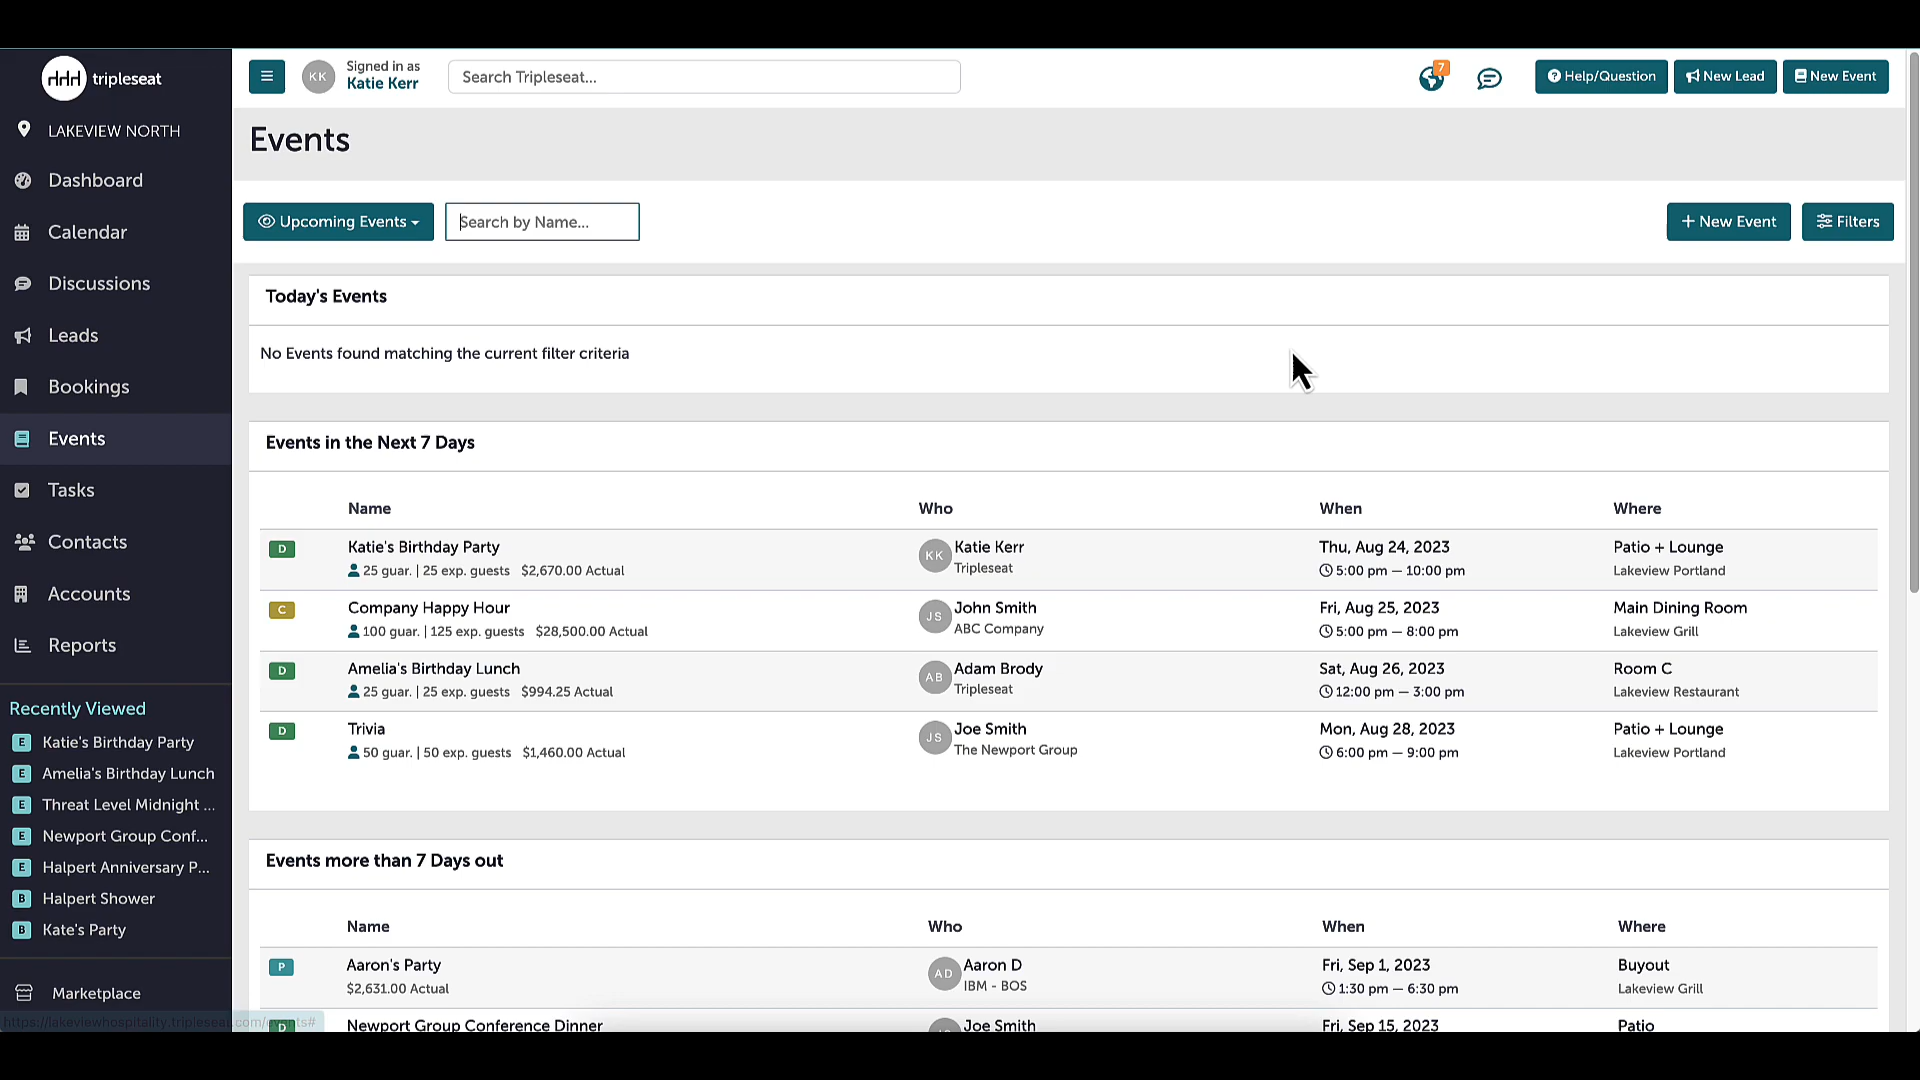 tripleseat
LAKEVIEW NORTH
Dashboard
Calendar
Discussions
Leads
Bookings
Events
Tasks
Contacts
Accounts
Reports
Recently Viewed
E Katie's Birthday Party
E Amelia's Birthday Lunch
E Threat Level Midnight ...
E Newport Group Conf...
E Halpert Anniversary P...
B Halpert Shower
B Kate's Party
Marketplace
https://lakeviewhospitality.tripleseat.com/events#
KK
Signed in as
Katie Kerr
Search Tripleseat...
7
Help/Question
New Lead
New Event
Events
Upcoming Events
Search by Name...
+ New Event
Filters
Today's Events
No Events found matching the current filter criteria
Events in the Next 7 Days
Name Who When Where
D Katie's Birthday Party KK Katie Kerr Thu, Aug 24, 2023 Patio + Lounge
25 guar. | 25 exp. guests $2,670.00 Actual Tripleseat 5:00 pm — 10:00 pm Lakeview Portland
C Company Happy Hour JS John Smith Fri, Aug 25, 2023 Main Dining Room
100 guar. | 125 exp. guests $28,500.00 Actual ABC Company 5:00 pm — 8:00 pm Lakeview Grill
D Amelia's Birthday Lunch AB Adam Brody Sat, Aug 26, 2023 Room C
25 guar. | 25 exp. guests $994.25 Actual Tripleseat 12:00 pm — 3:00 pm Lakeview Restaurant
D Trivia JS Joe Smith Mon, Aug 28, 2023 Patio + Lounge
50 guar. | 50 exp. guests $1,460.00 Actual The Newport Group 6:00 pm — 9:00 pm Lakeview Portland
Events more than 7 Days out
Name Who When Where
P Aaron's Party AD Aaron D Fri, Sep 1, 2023 Buyout
$2,631.00 Actual IBM - BOS 1:30 pm — 6:30 pm Lakeview Grill
D Newport Group Conference Dinner Joe Smith Fri, Sep 15, 2023 Patio